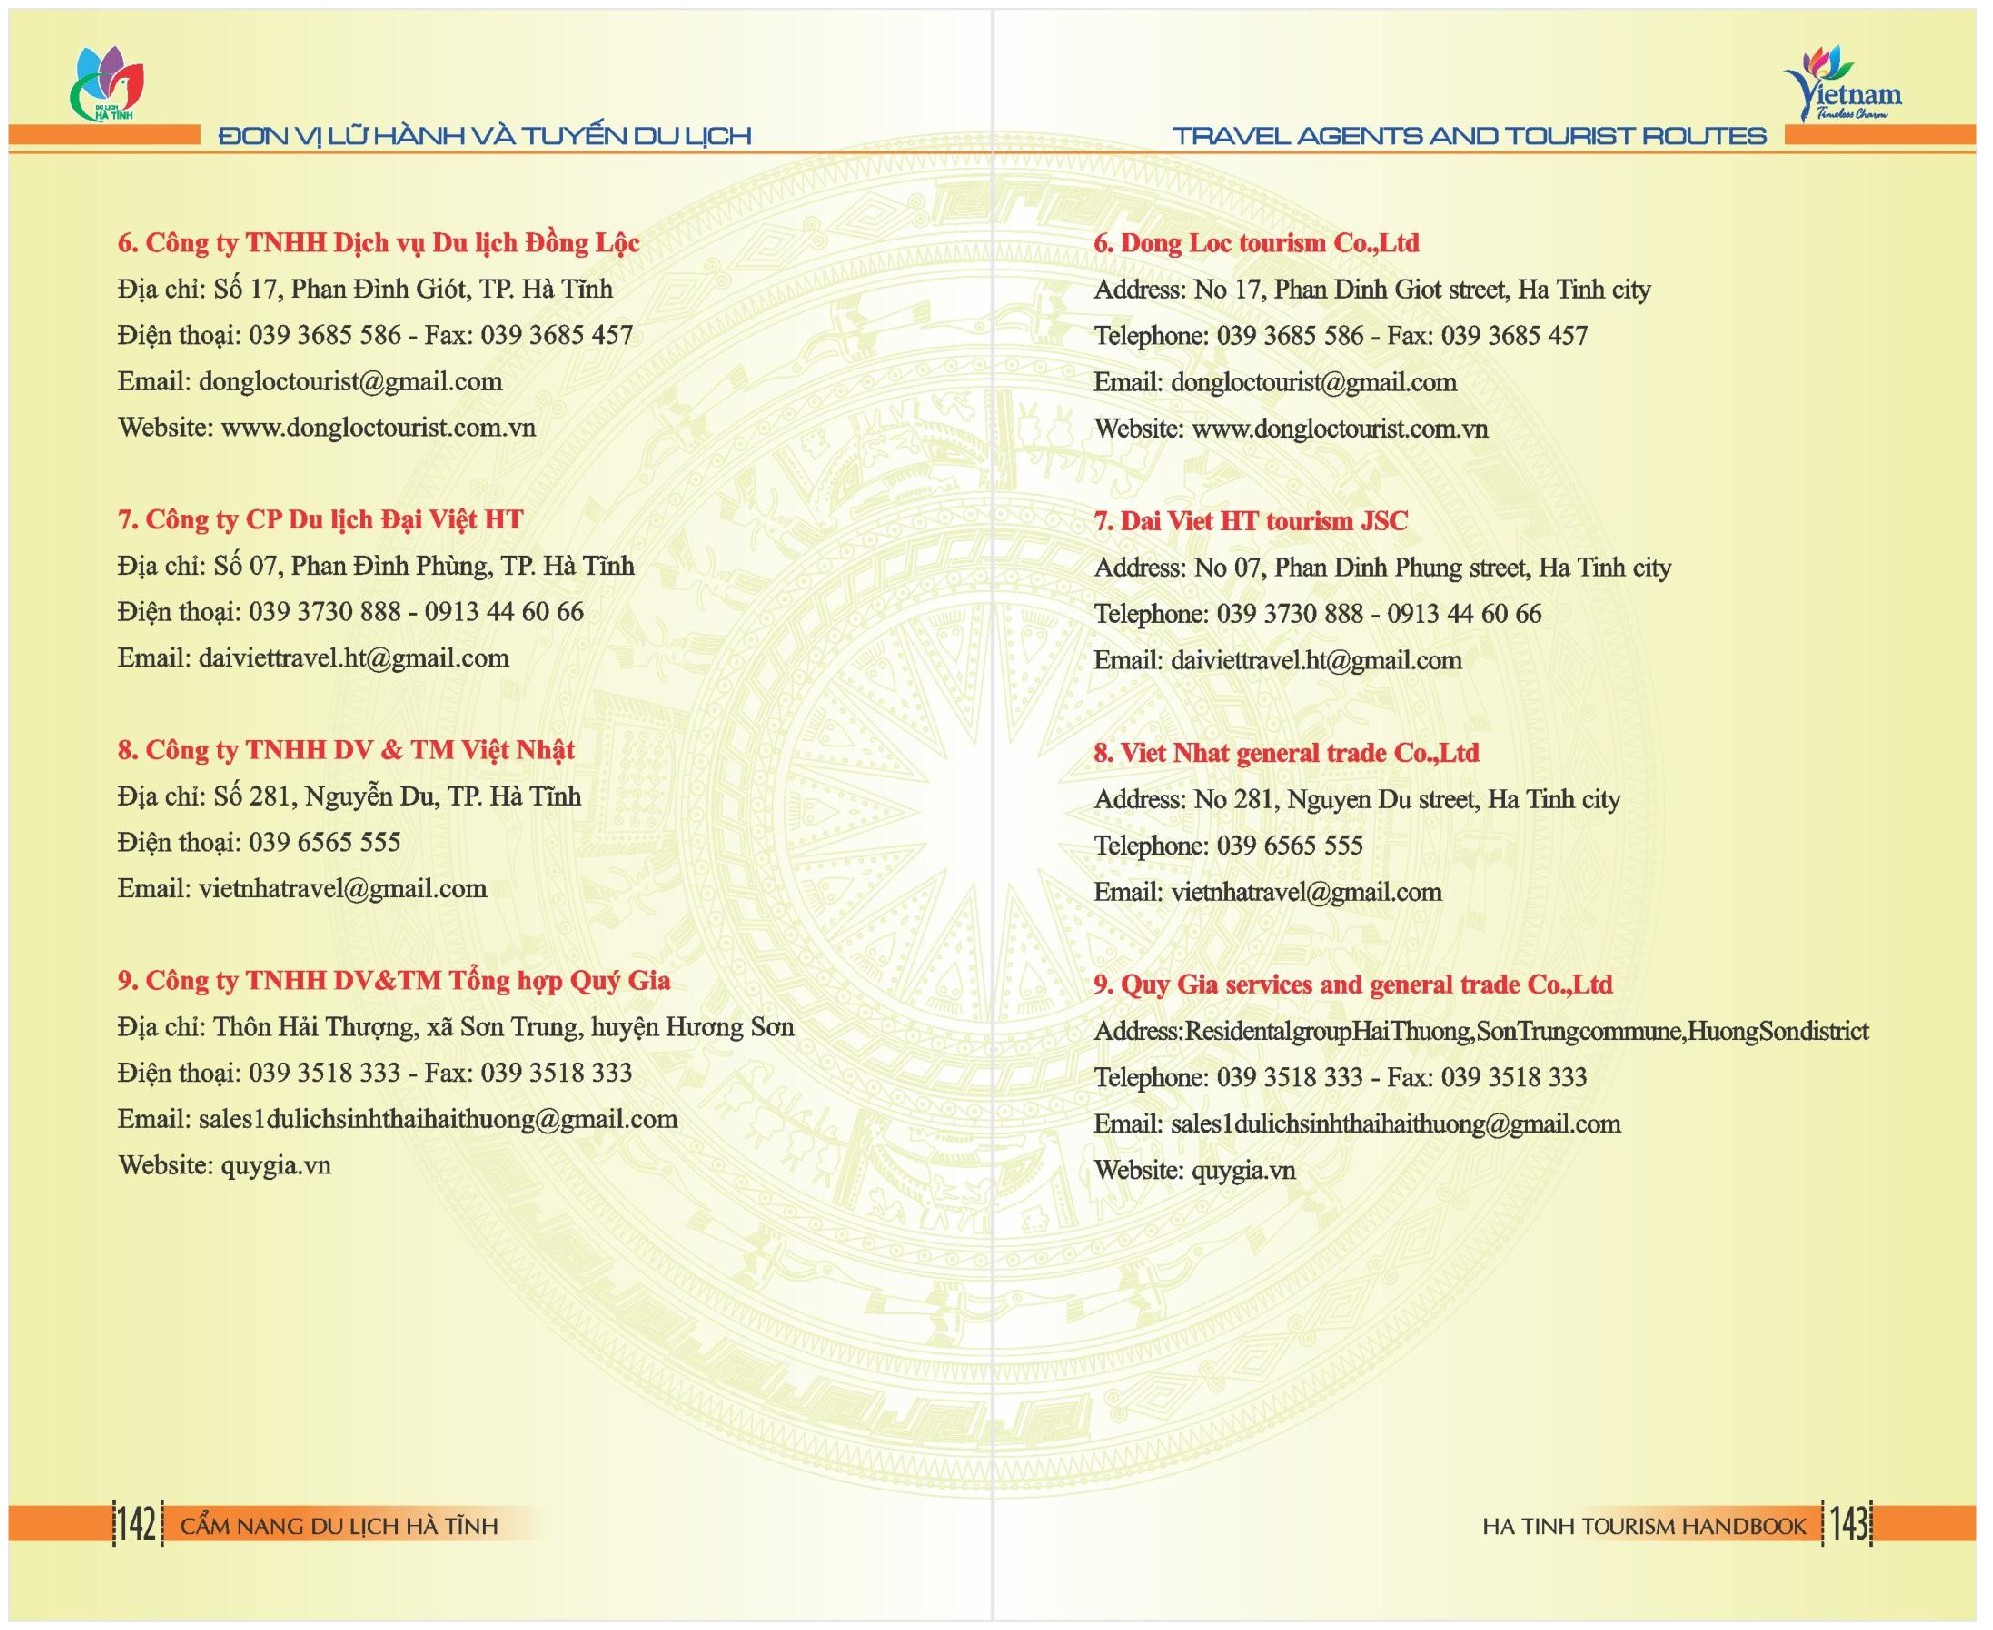 DU LỊCH
HÀ TĨNH
ĐƠN VỊ LỮ HÀNH VÀ TUYẾN DU LỊCH
6. Công ty TNHH Dịch vụ Du lịch Đồng Lộc
Địa chỉ: Số 17, Phan Đình Giót, TP. Hà Tĩnh
Điện thoại: 039 3685 586 - Fax: 039 3685 457
Email: dongloctourist@gmail.com
Website: www.dongloctourist.com.vn
7. Công ty CP Du lịch Đại Việt HT
Địa chỉ: Số 07, Phan Đình Phùng, TP. Hà Tĩnh
Điện thoại: 039 3730 888 - 0913 44 60 66
Email: daiviettravel.ht@gmail.com
8. Công ty TNHH DV & TM Việt Nhật
Địa chỉ: Số 281, Nguyễn Du, TP. Hà Tĩnh
Điện thoại: 039 6565 555
Email: vietnhatravel@gmail.com
9. Công ty TNHH DV&TM Tổng hợp Quý Gia
Địa chỉ: Thôn Hải Thượng, xã Sơn Trung, huyện Hương Sơn
Điện thoại: 039 3518 333 - Fax: 039 3518 333
Email: sales1dulichsinhthaihaithuong@gmail.com
Website: quygia.vn
142 CẨM NANG DU LỊCH HÀ TĨNH
Vietnam
Timeless Charm
TRAVEL AGENTS AND TOURIST ROUTES
6. Dong Loc tourism Co.,Ltd
Address: No 17, Phan Dinh Giot street, Ha Tinh city
Telephone: 039 3685 586 - Fax: 039 3685 457
Email: dongloctourist@gmail.com
Website: www.dongloctourist.com.vn
7. Dai Viet HT tourism JSC
Address: No 07, Phan Dinh Phung street, Ha Tinh city
Telephone: 039 3730 888 - 0913 44 60 66
Email: daiviettravel.ht@gmail.com
8. Viet Nhat general trade Co.,Ltd
Address: No 281, Nguyen Du street, Ha Tinh city
Telephone: 039 6565 555
Email: vietnhatravel@gmail.com
9. Quy Gia services and general trade Co.,Ltd
Address: Residental group Hai Thuong, Son Trung commune, Huong Son district
Telephone: 039 3518 333 - Fax: 039 3518 333
Email: sales1dulichsinhthaihaithuong@gmail.com
Website: quygia.vn
HA TINH TOURISM HANDBOOK 143